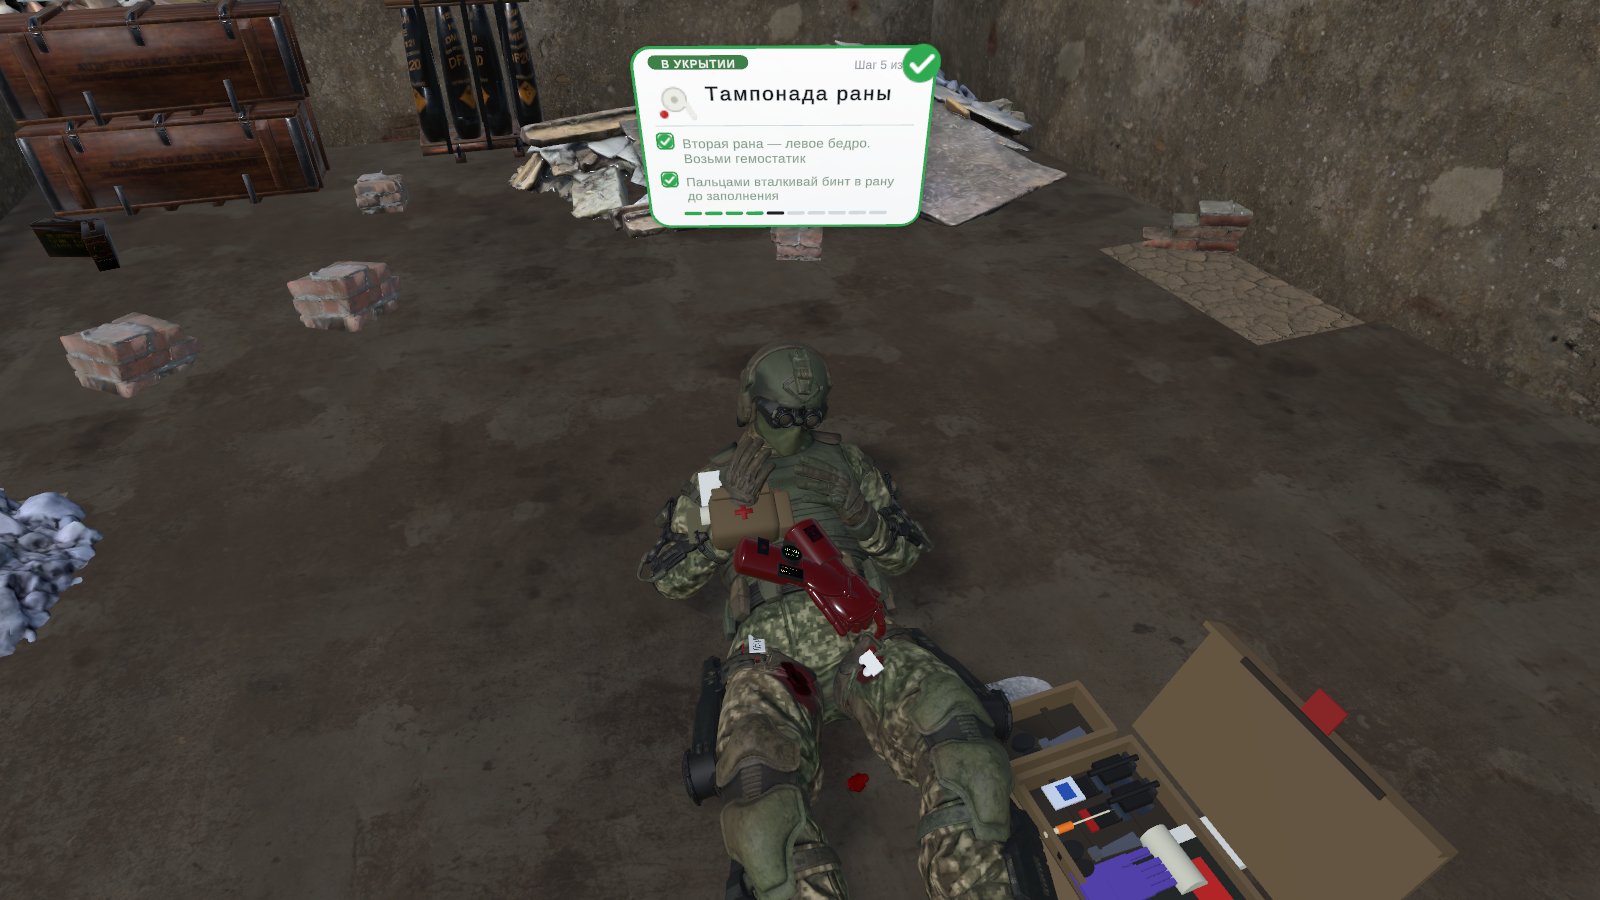 В УКРЫТИИ
Шаг 5 из
Тампонада раны
Вторая рана — левое бедро.
Возьми гемостатик
Пальцами вталкивай бинт в рану
до заполнения